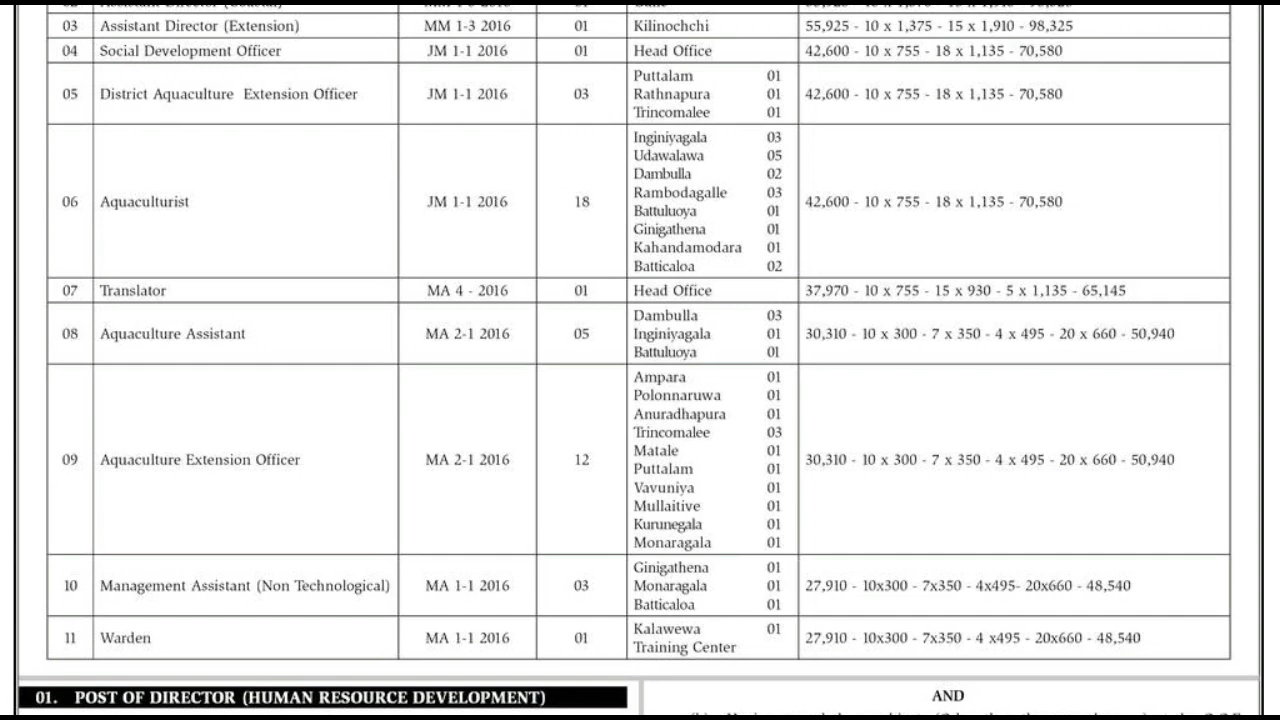 03 Assistant Director (Extension) MM 1-3 2016 01 Kilinochchi 55,925 - 10 x 1,375 - 15 x 1,910 - 98,325
04 Social Development Officer JM 1-1 2016 01 Head Office 42,600 - 10 x 755 - 18 x 1,135 - 70,580
Puttalam 01
05 District Aquaculture Extension Officer JM 1-1 2016 03 Rathnapura 01 42,600 - 10 x 755 - 18 x 1,135 - 70,580
Trincomalee 01
Inginiyagala 03
Udawalawa 05
Dambulla 02
Rambodagalle 03
06 Aquaculturist JM 1-1 2016 18 42,600 - 10 x 755 - 18 x 1,135 - 70,580
Battuluoya 01
Ginigathena 01
Kahandamodara 01
Batticaloa 02
07 Translator MA 4 - 2016 01 Head Office 37,970 - 10 x 755 - 15 x 930 - 5 x 1,135 - 65,145
Dambulla 03
08 Aquaculture Assistant MA 2-1 2016 05 Inginiyagala 01 30,310 - 10 x 300 - 7 x 350 - 4 x 495 - 20 x 660 - 50,940
Battuluoya 01
Ampara 01
Polonnaruwa 01
Anuradhapura 01
Trincomalee 03
Matale 01
09 Aquaculture Extension Officer MA 2-1 2016 12 30,310 - 10 x 300 - 7 x 350 - 4 x 495 - 20 x 660 - 50,940
Puttalam 01
Vavuniya 01
Mullaitive 01
Kurunegala 01
Monaragala 01
Ginigathena 01
10 Management Assistant (Non Technological) MA 1-1 2016 03 Monaragala 01 27,910 - 10x300 - 7x350 - 4x495- 20x660 - 48,540
Batticaloa 01
Kalawewa 01
11 Warden MA 1-1 2016 01 27,910 - 10x300 - 7x350 - 4 x495 - 20x660 - 48,540
Training Center
01. POST OF DIRECTOR (HUMAN RESOURCE DEVELOPMENT)
AND